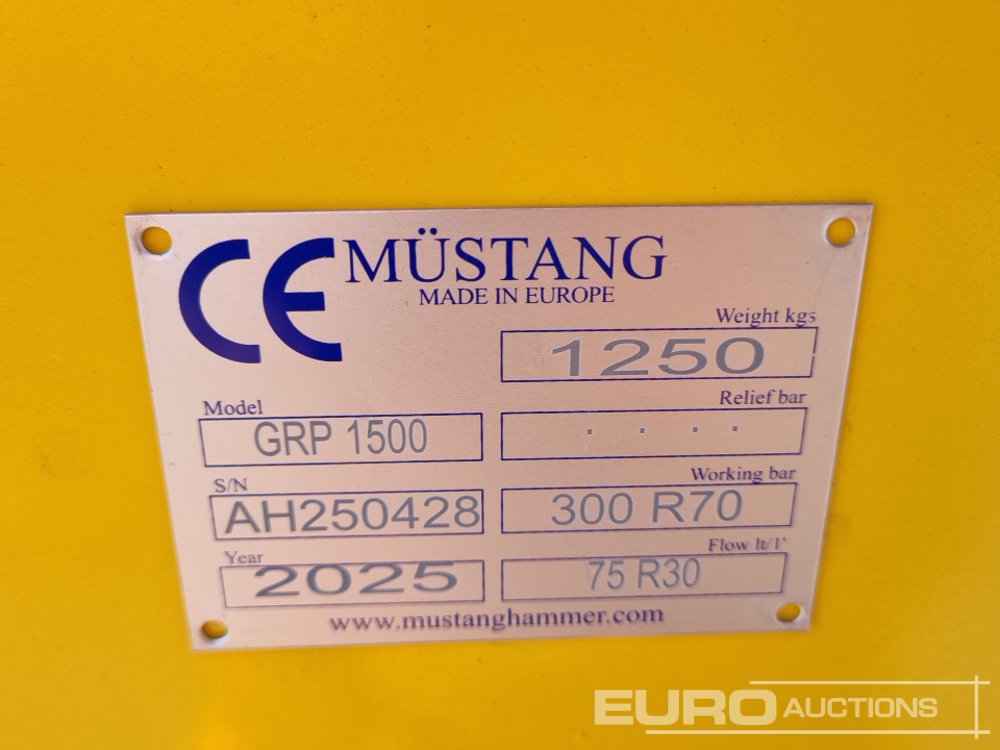 CE MÜSTANG
MADE IN EUROPE
Weight kgs
1250
Model
GRP 1500
Relief bar
. . . .
S/N
AH250428
Working bar
300 R70
Year
2025
Flow lt/1'
75 R30
www.mustanghammer.com
EURO AUCTIONS